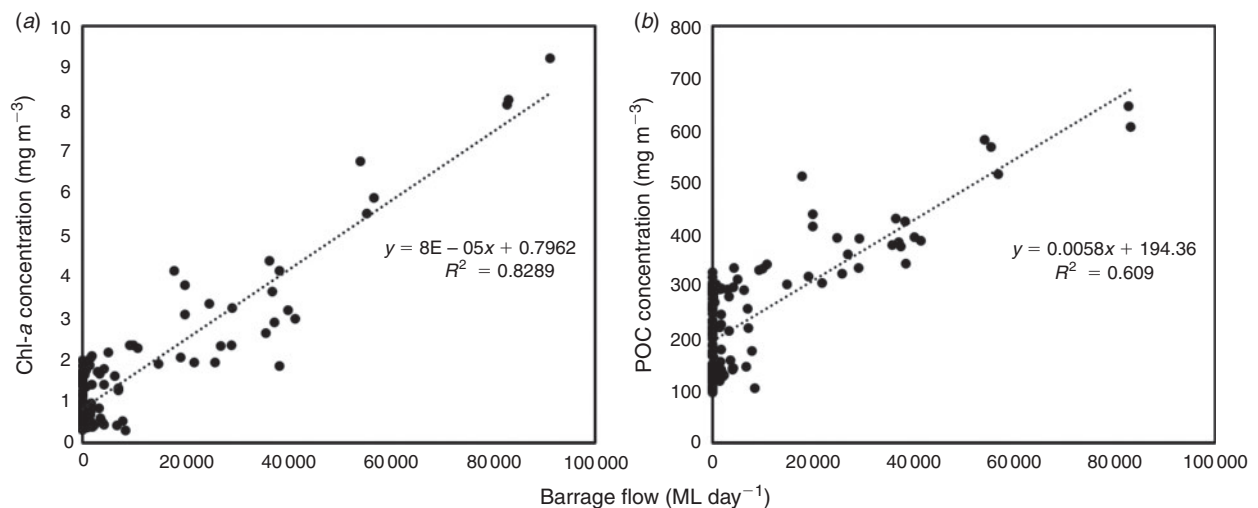 (a)
10
9
8
7
6
5
4
3
2
1
0
Chl-a concentration (mg m⁻³)
y = 8E – 05x + 0.7962
R² = 0.8289
0 20 000 40 000 60 000 80 000 100 000
(b)
800
700
600
500
400
300
200
100
0
POC concentration (mg m⁻³)
y = 0.0058x + 194.36
R² = 0.609
0 20 000 40 000 60 000 80 000 100 000
Barrage flow (ML day⁻¹)